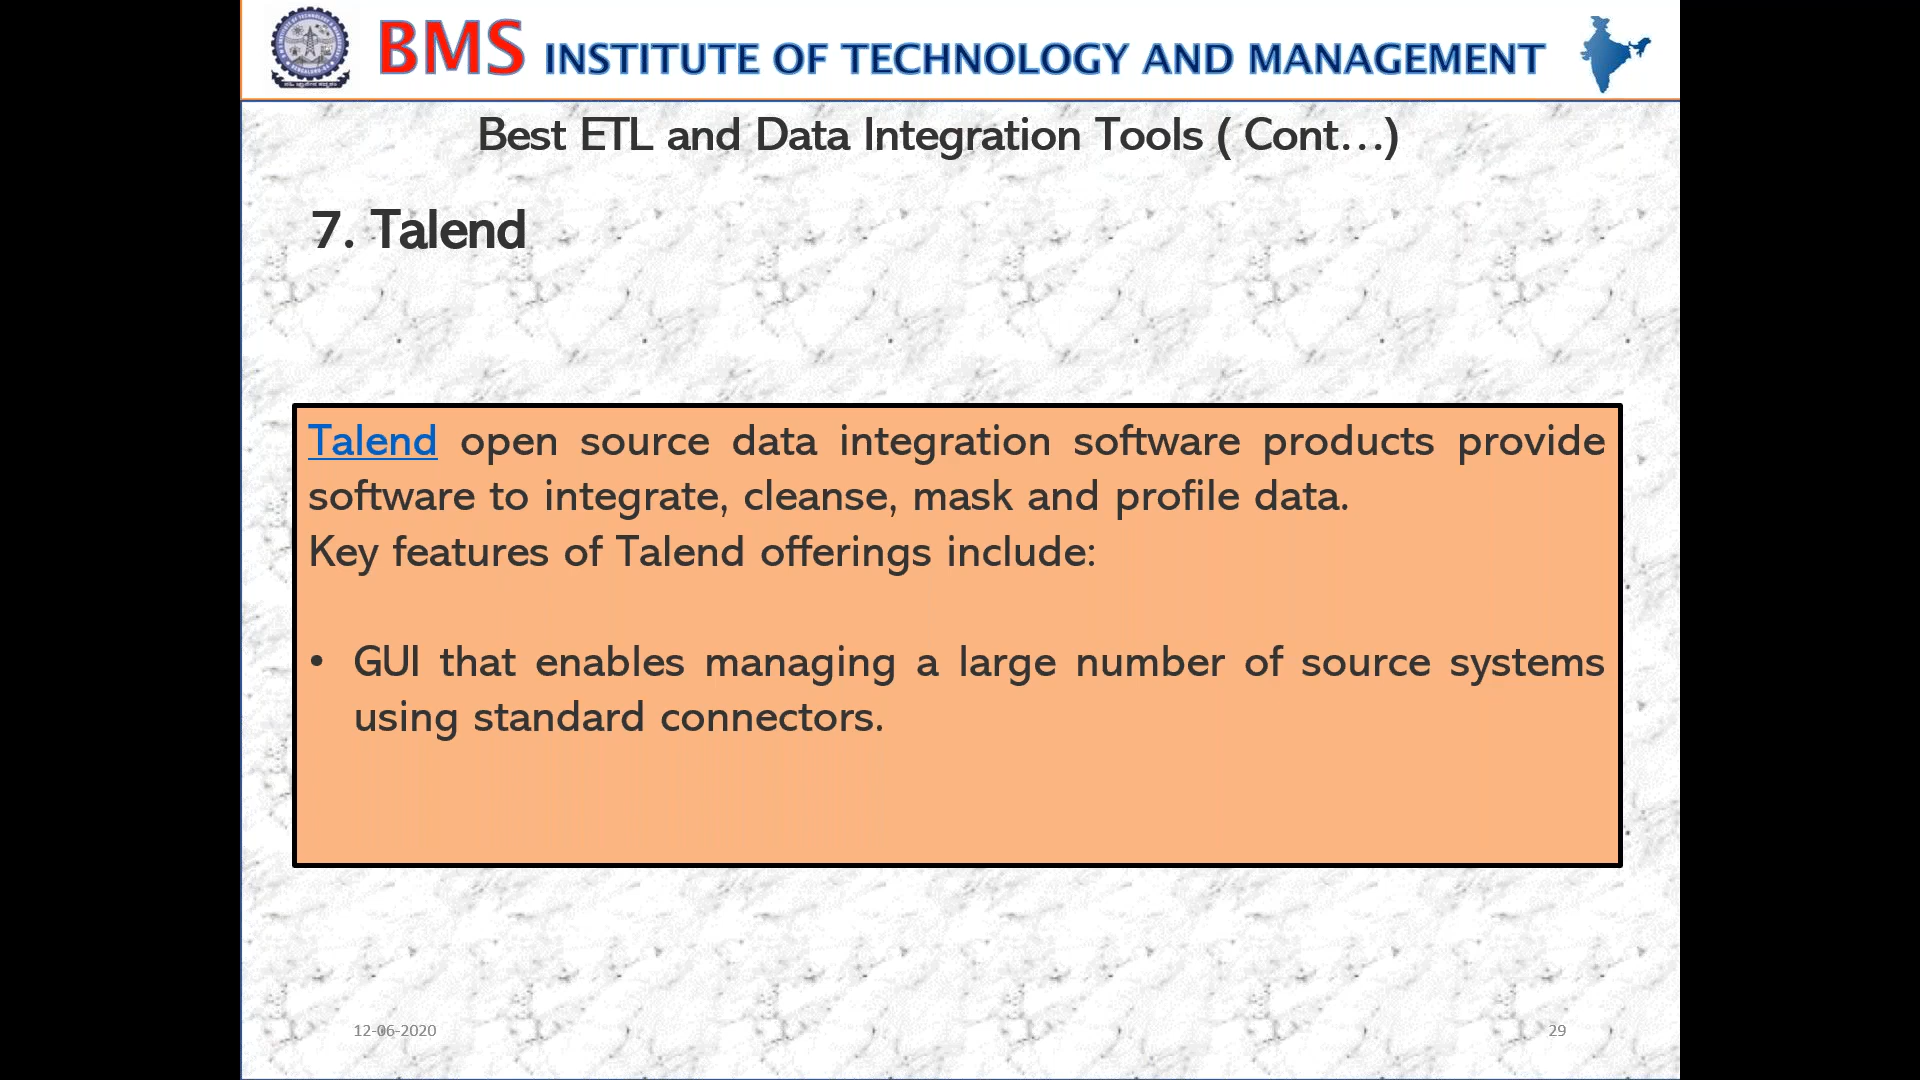 BMS INSTITUTE OF TECHNOLOGY AND MANAGEMENT
Best ETL and Data Integration Tools ( Cont…)
7. Talend
Talend open source data integration software products provide
software to integrate, cleanse, mask and profile data.
Key features of Talend offerings include:
• GUI that enables managing a large number of source systems
using standard connectors.
12-06-2020
29